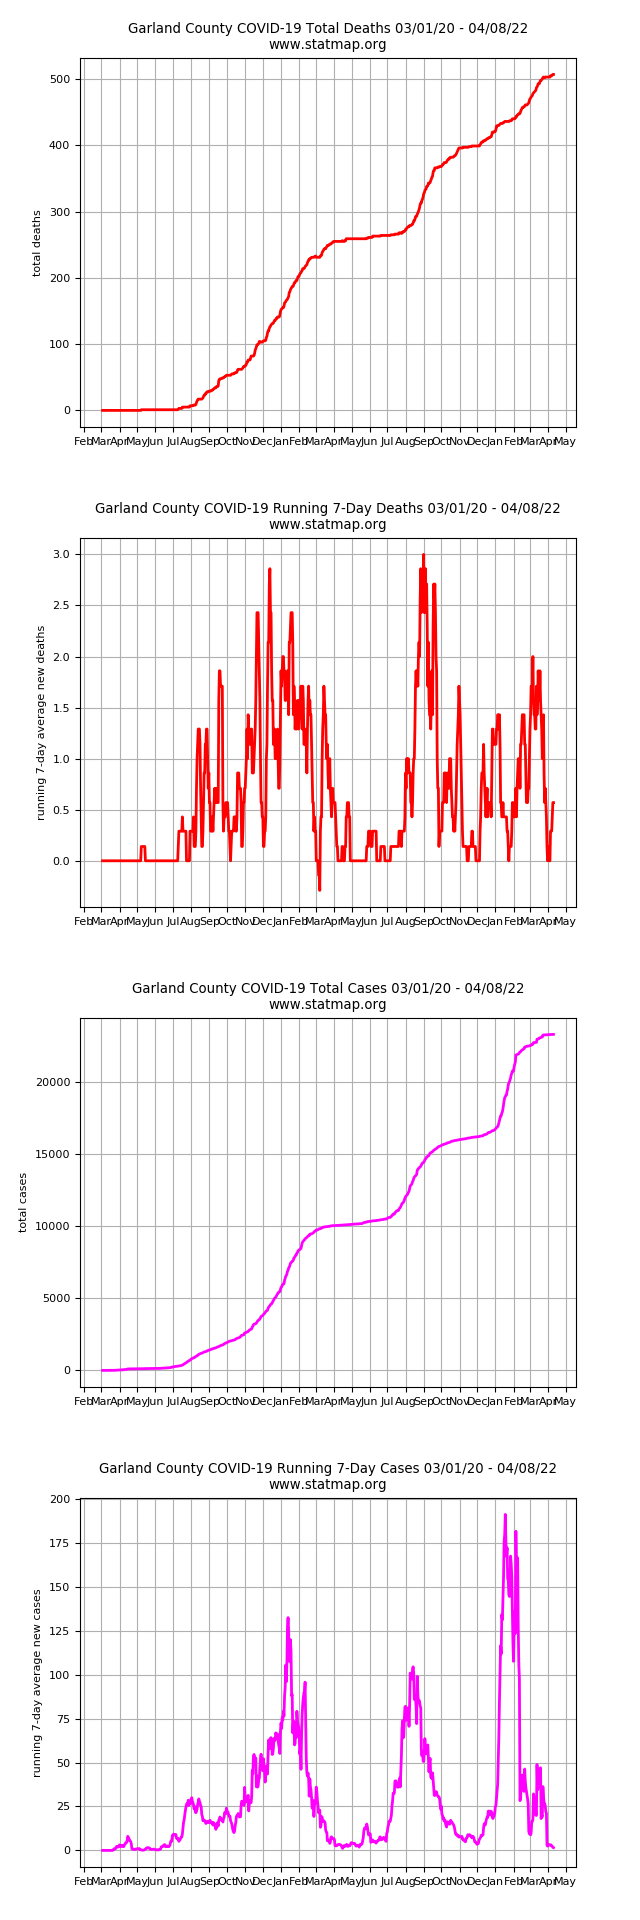 Garland County COVID-19 Total Deaths 03/01/20 - 04/08/22
www.statmap.org
500
400
300
200
100
0
total deaths
Feb Mar Apr May Jun Jul Aug Sep Oct Nov Dec Jan Feb Mar Apr May Jun Jul Aug Sep Oct Nov Dec Jan Feb Mar Apr May
Garland County COVID-19 Running 7-Day Deaths 03/01/20 - 04/08/22
www.statmap.org
3.0
2.5
2.0
1.5
1.0
0.5
0.0
running 7-day average new deaths
Feb Mar Apr May Jun Jul Aug Sep Oct Nov Dec Jan Feb Mar Apr May Jun Jul Aug Sep Oct Nov Dec Jan Feb Mar Apr May
Garland County COVID-19 Total Cases 03/01/20 - 04/08/22
www.statmap.org
20000
15000
10000
5000
0
total cases
Feb Mar Apr May Jun Jul Aug Sep Oct Nov Dec Jan Feb Mar Apr May Jun Jul Aug Sep Oct Nov Dec Jan Feb Mar Apr May
Garland County COVID-19 Running 7-Day Cases 03/01/20 - 04/08/22
www.statmap.org
200
175
150
125
100
75
50
25
0
running 7-day average new cases
Feb Mar Apr May Jun Jul Aug Sep Oct Nov Dec Jan Feb Mar Apr May Jun Jul Aug Sep Oct Nov Dec Jan Feb Mar Apr May